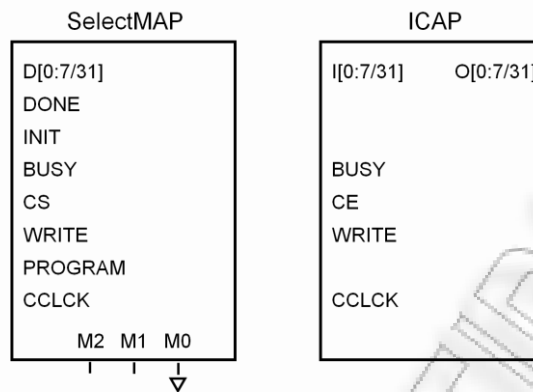 SelectMAP
D[0:7/31]
DONE
INIT
BUSY
CS
WRITE
PROGRAM
CCLCK
M2 M1 M0
ICAP
I[0:7/31] O[0:7/31]
BUSY
CE
WRITE
CCLCK